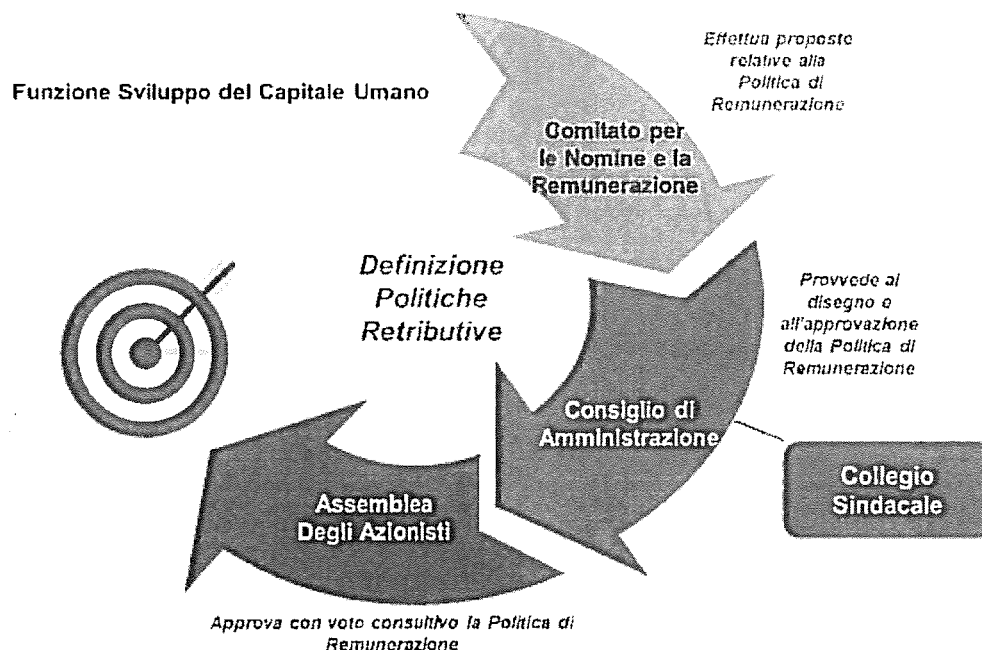 Effettua proposte
relative alla
Politica di
Remunerazione
Funzione Sviluppo del Capitale Umano
Comitato per
le Nomine e la
Remunerazione
Definizione
Politiche
Retributive
Provvede al
disegno e
all'approvazione
della Politica di
Remunerazione
Consiglio di
Amministrazione
Collegio
Sindacale
Assemblea
Degli Azionisti
Approva con voto consultivo la Politica di
Remunerazione